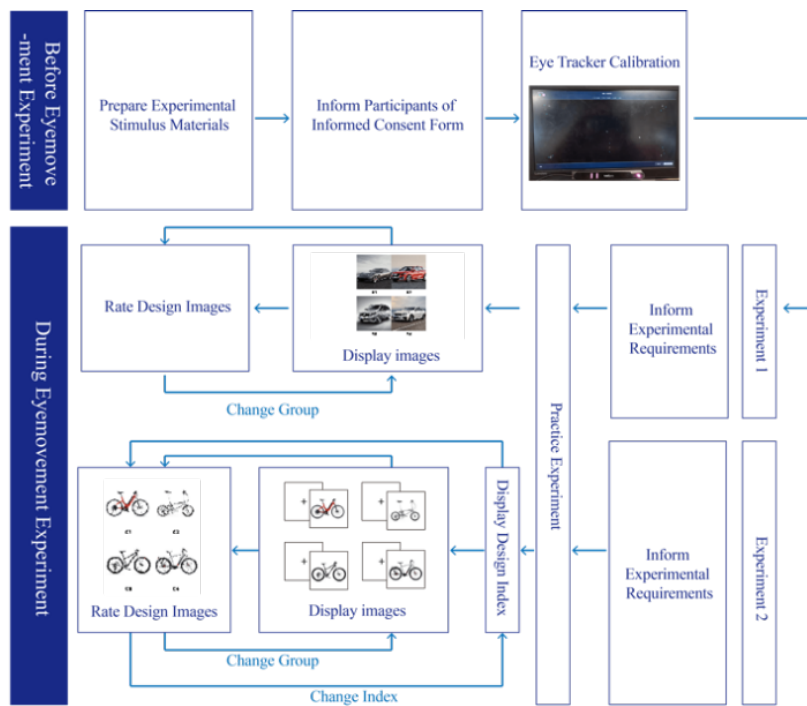 Before Eyemove
-ment Experiment
Prepare Experimental
Stimulus Materials
Inform Participants of
Informed Consent Form
Eye Tracker Calibration
During Eyemovement Experiment
Rate Design Images
Display images
Change Group
Practice Experiment
Inform
Experimental
Requirements
Experiment 1
Rate Design Images
Display images
Display Design Index
Change Group
Change Index
Inform
Experimental
Requirements
Experiment 2